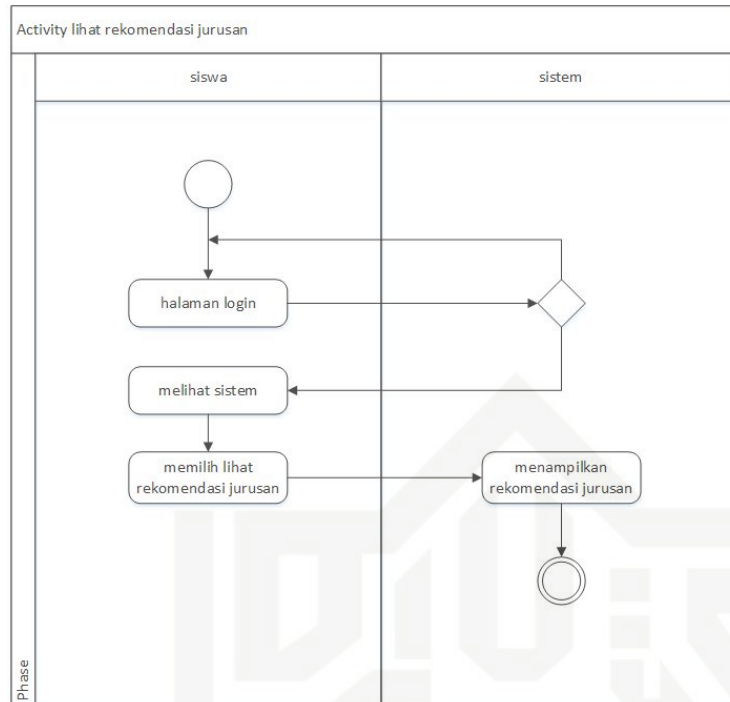 Activity lihat rekomendasi jurusan
siswa
sistem
halaman login
melihat sistem
memilih lihat
rekomendasi jurusan
menampilkan
rekomendasi jurusan
Phase